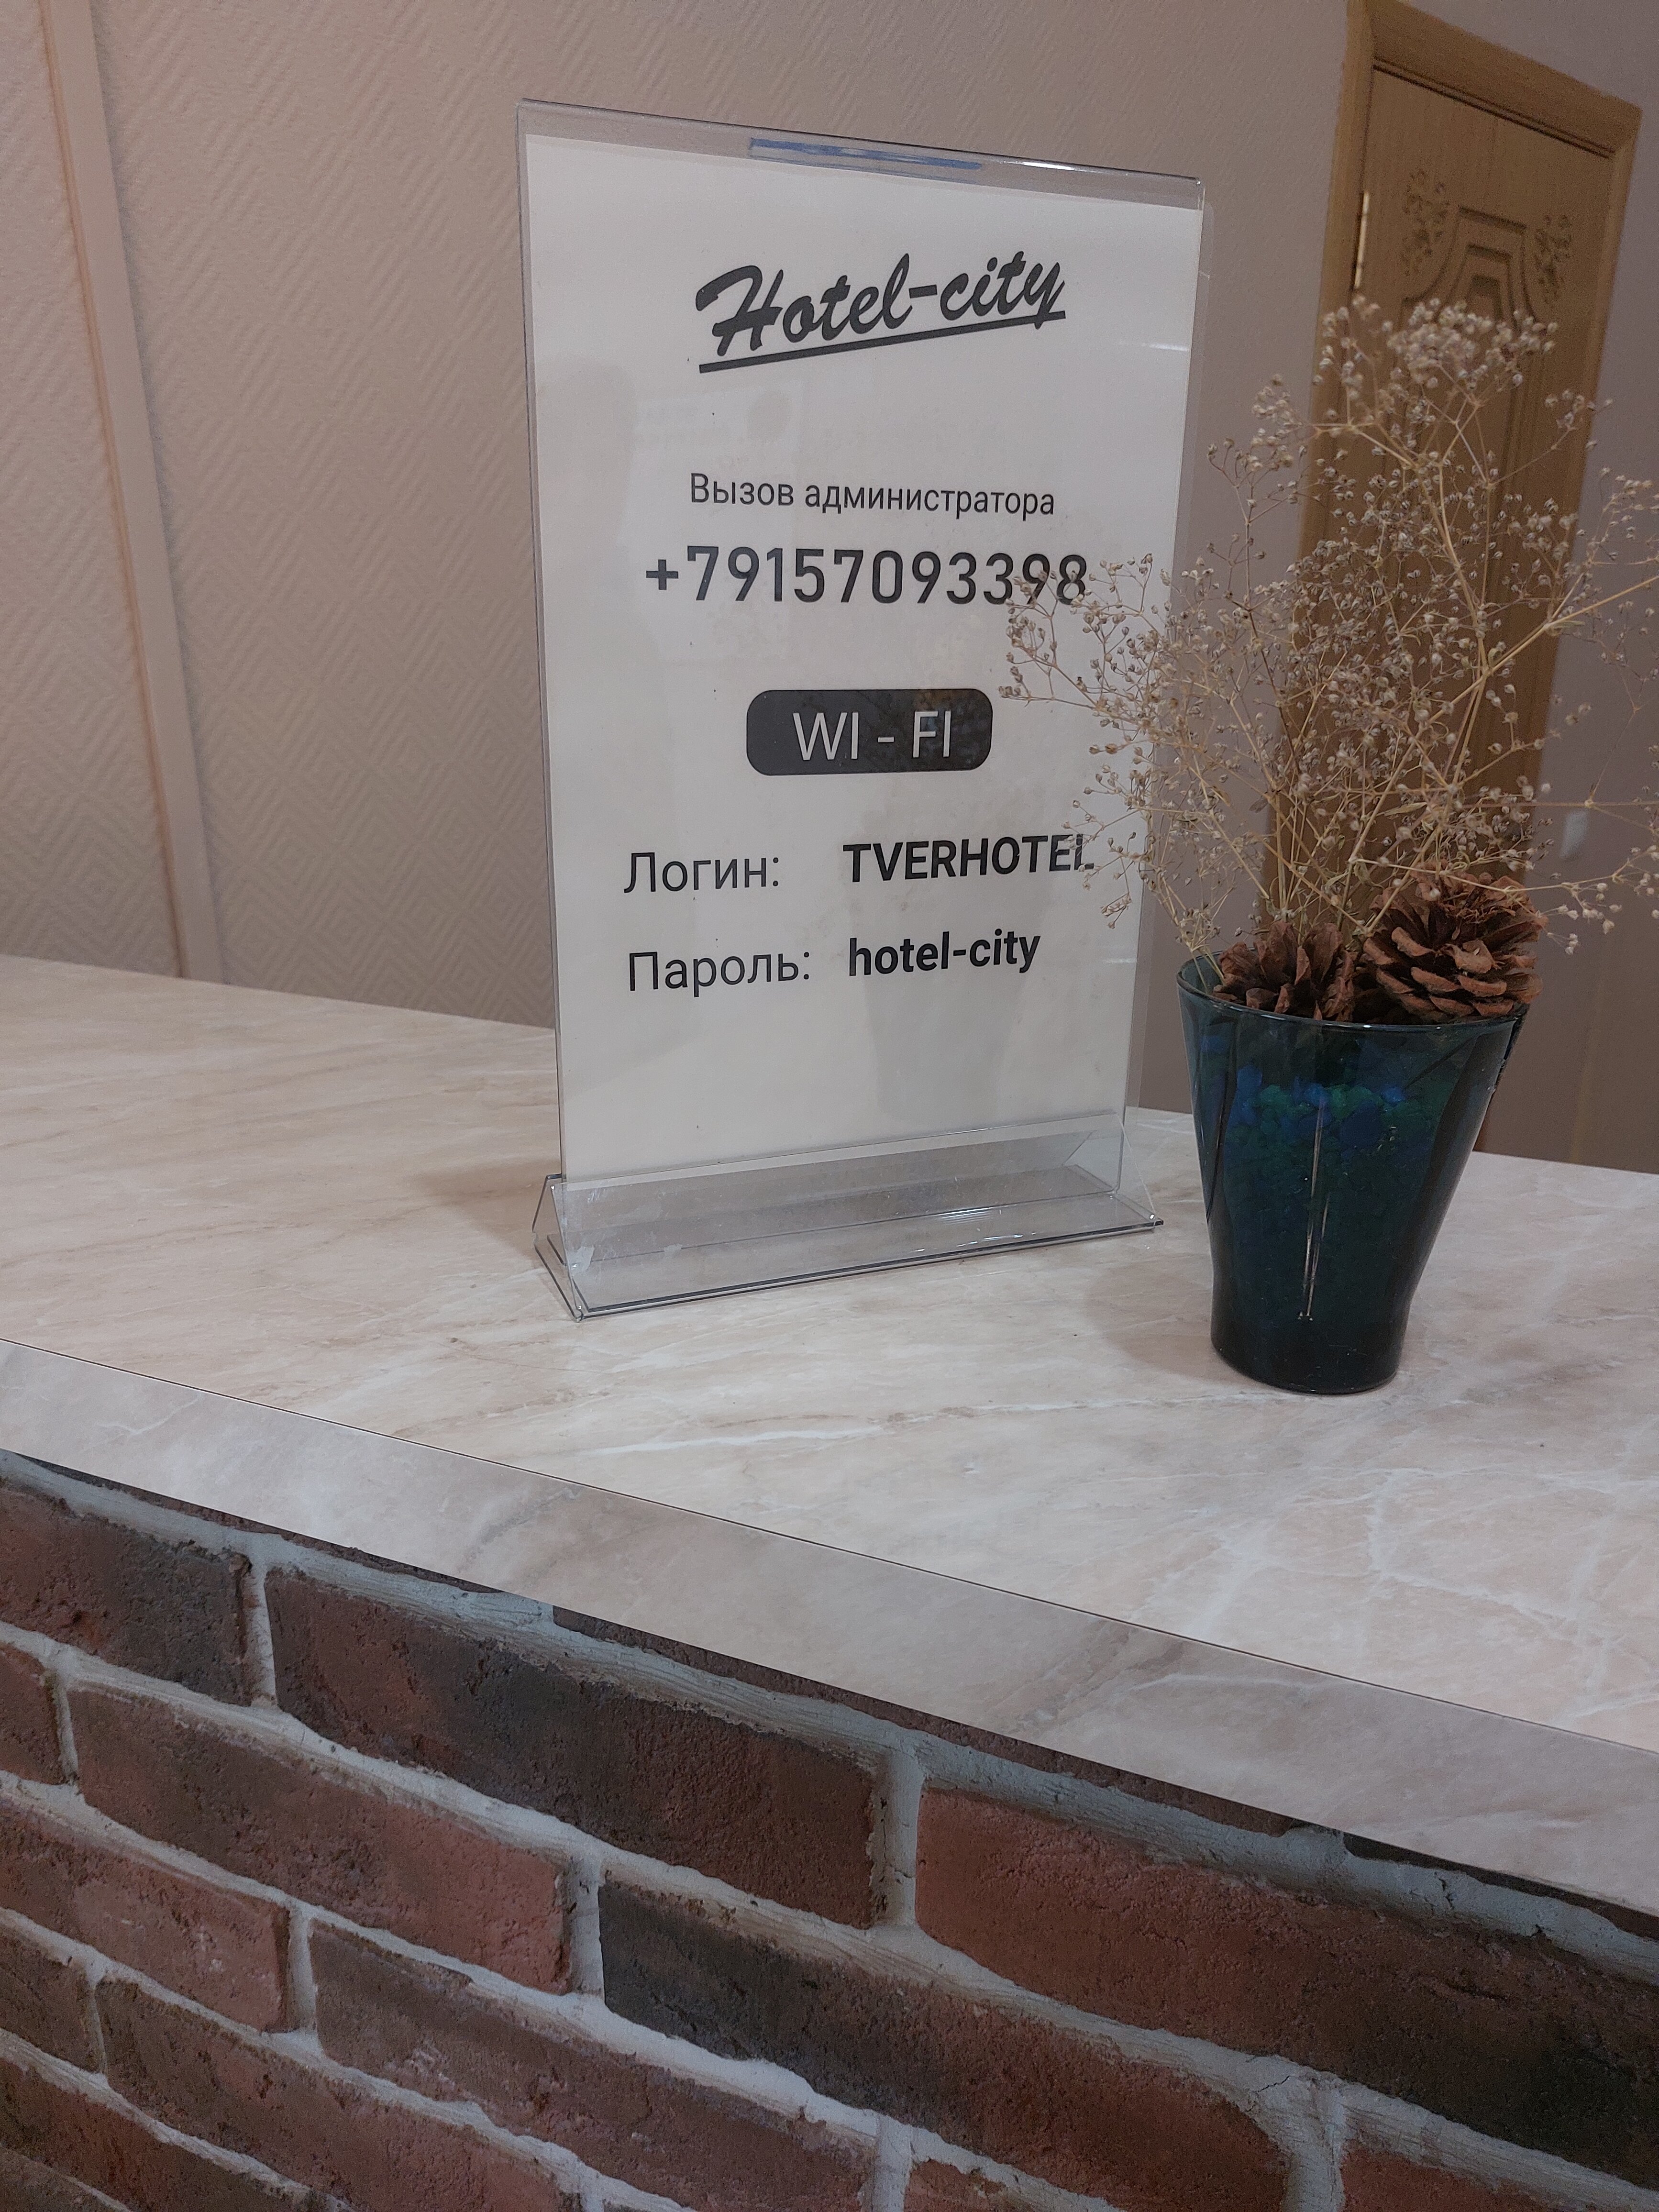 Hotel-city
Вызов администратора
+79157093398
WI - FI
Логин: TVERHOTEL
Пароль: hotel-city